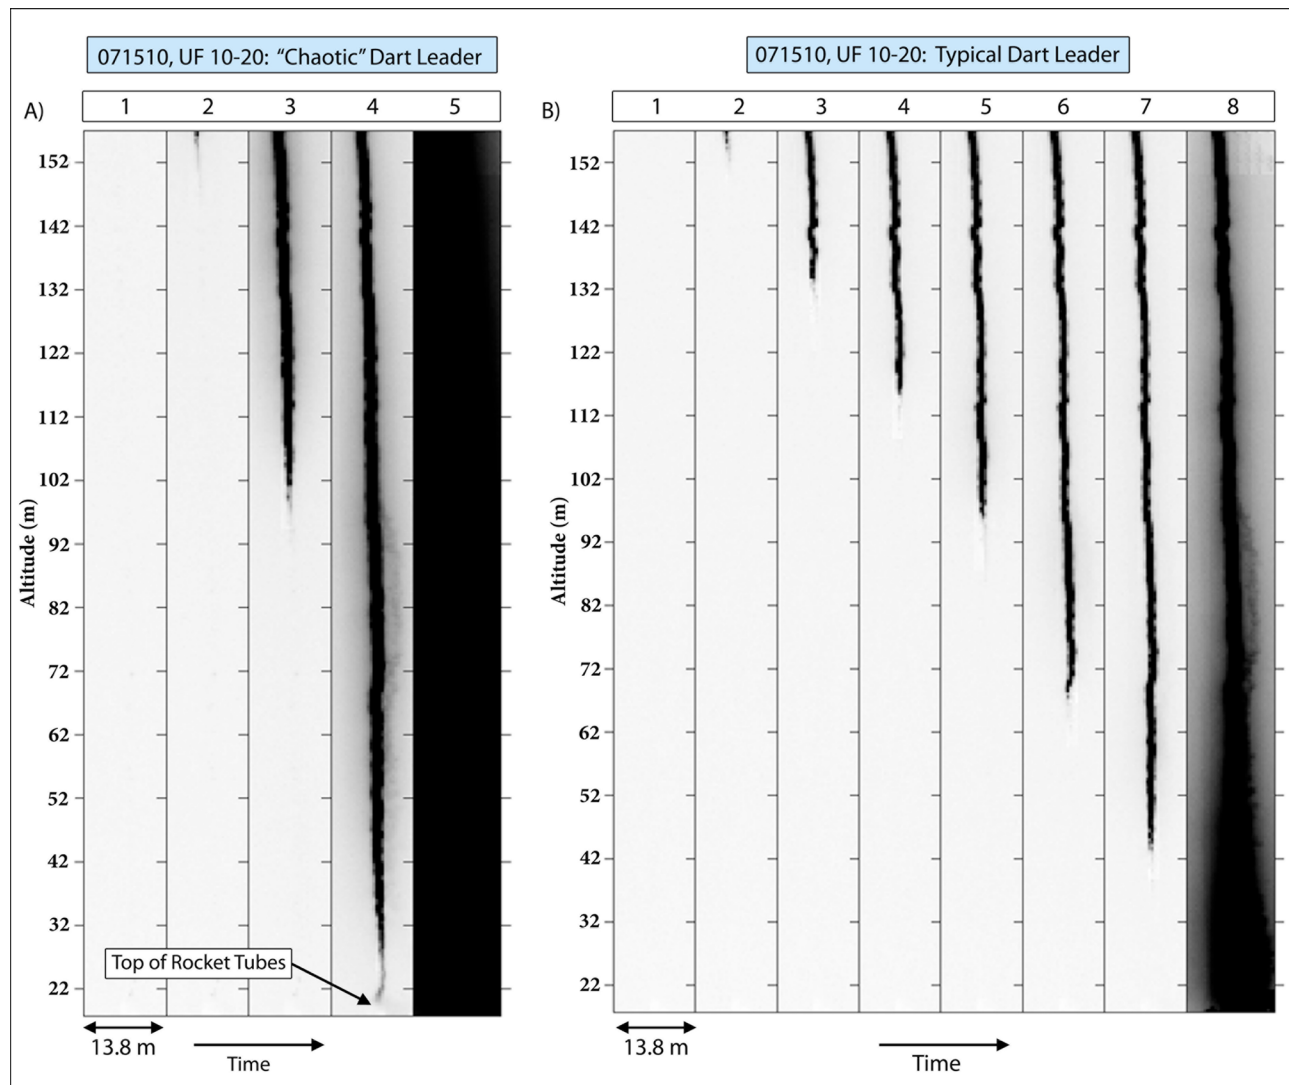 071510, UF 10-20: “Chaotic” Dart Leader
A)
1 2 3 4 5
152
142
132
122
112
102
92
82
72
62
52
42
32
22
Altitude (m)
Top of Rocket Tubes
13.8 m
Time
071510, UF 10-20: Typical Dart Leader
B)
1 2 3 4 5 6 7 8
152
142
132
122
112
102
92
82
72
62
52
42
32
22
Altitude (m)
13.8 m
Time